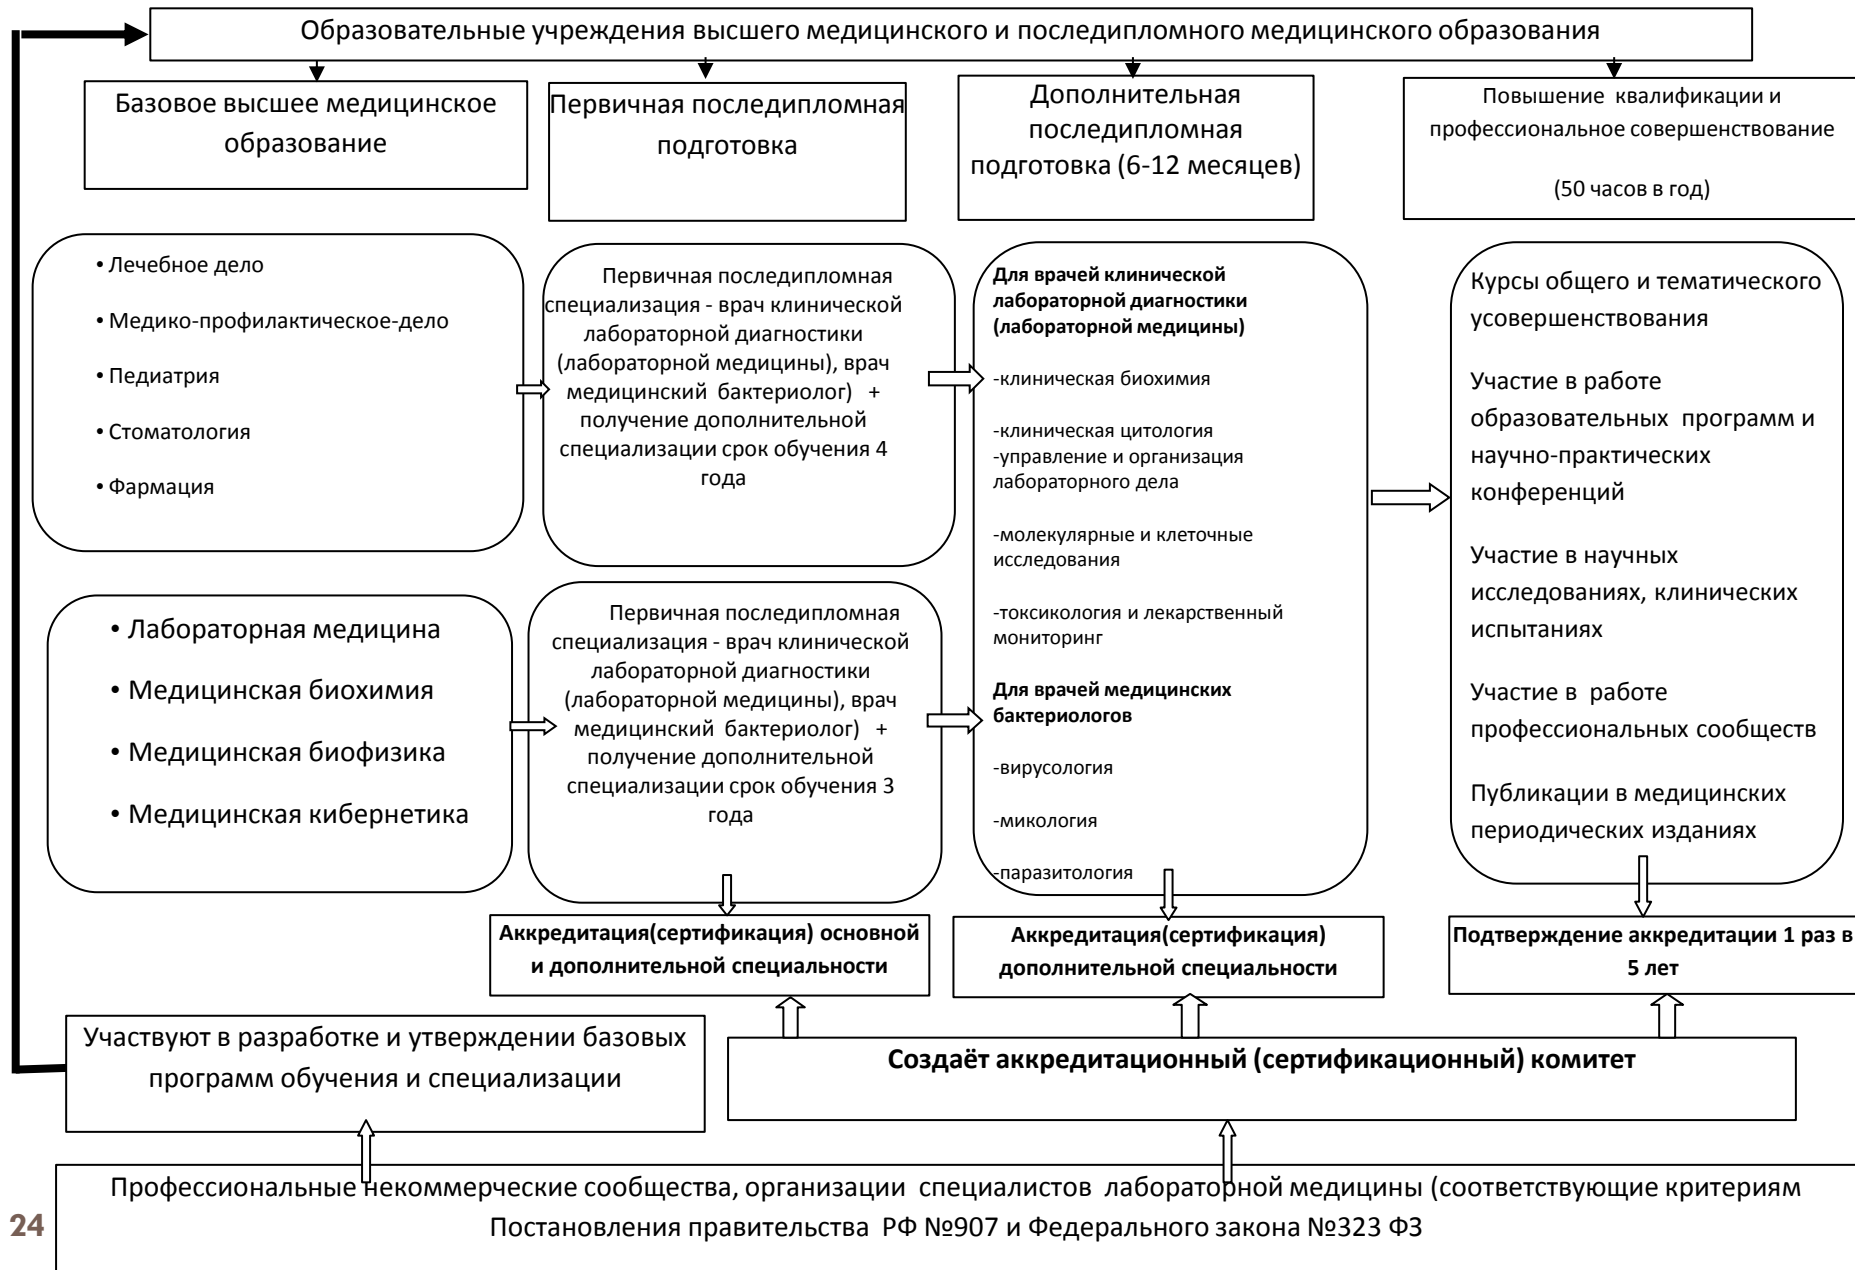 Образовательные учреждения высшего медицинского и последипломного медицинского образования
Базовое высшее медицинское
образование
Первичная последипломная
подготовка
Дополнительная
последипломная
подготовка (6-12 месяцев)
Повышение квалификации и
профессиональное совершенствование
(50 часов в год)
• Лечебное дело
• Медико-профилактическое-дело
• Педиатрия
• Стоматология
• Фармация
Первичная последипломная
специализация - врач клинической
лабораторной диагностики
(лабораторной медицины), врач
медицинский бактериолог) +
получение дополнительной
специализации срок обучения 4
года
Для врачей клинической
лабораторной диагностики
(лабораторной медицины)
-клиническая биохимия
-клиническая цитология
-управление и организация
лабораторного дела
-молекулярные и клеточные
исследования
-токсикология и лекарственный
мониторинг
Для врачей медицинских
бактериологов
-вирусология
-микология
-паразитология
Курсы общего и тематического
усовершенствования
Участие в работе
образовательных программ и
научно-практических
конференций
Участие в научных
исследованиях, клинических
испытаниях
Участие в работе
профессиональных сообществ
Публикации в медицинских
периодических изданиях
• Лабораторная медицина
• Медицинская биохимия
• Медицинская биофизика
• Медицинская кибернетика
Первичная последипломная
специализация - врач клинической
лабораторной диагностики
(лабораторной медицины), врач
медицинский бактериолог) +
получение дополнительной
специализации срок обучения 3
года
Аккредитация(сертификация) основной
и дополнительной специальности
Аккредитация(сертификация)
дополнительной специальности
Подтверждение аккредитации 1 раз в
5 лет
Участвуют в разработке и утверждении базовых
программ обучения и специализации
Создаёт аккредитационный (сертификационный) комитет
Профессиональные некоммерческие сообщества, организации специалистов лабораторной медицины (соответствующие критериям
Постановления правительства РФ №907 и Федерального закона №323 ФЗ
24